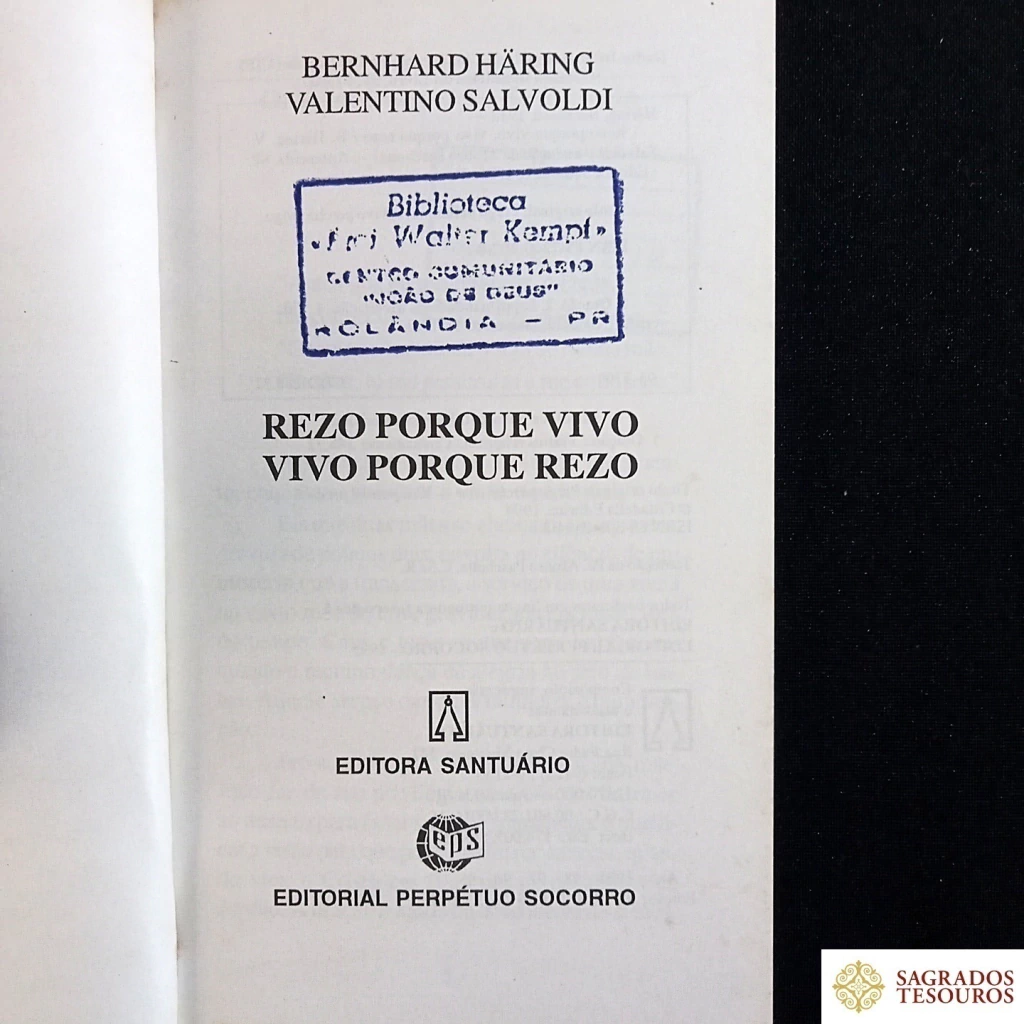 BERNHARD HÄRING
VALENTINO SALVOLDI
Biblioteca
«Frei Walter Kempf»
CENTRO COMUNITÁRIO
"JOÃO DE DEUS"
ROLÂNDIA - PR
REZO PORQUE VIVO
VIVO PORQUE REZO
EDITORA SANTUÁRIO
eps
EDITORIAL PERPÉTUO SOCORRO
SAGRADOS
TESOUROS